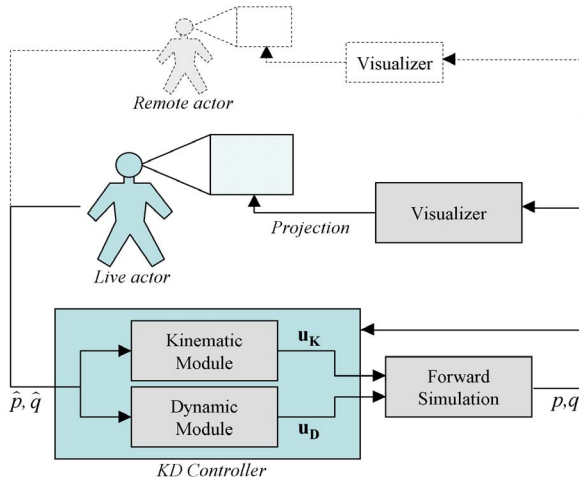 Visualizer
Remote actor
Visualizer
Projection
Live actor
Kinematic
Module
u_K
Forward
Simulation
p̂, q̂
p,q
Dynamic
Module
u_D
KD Controller